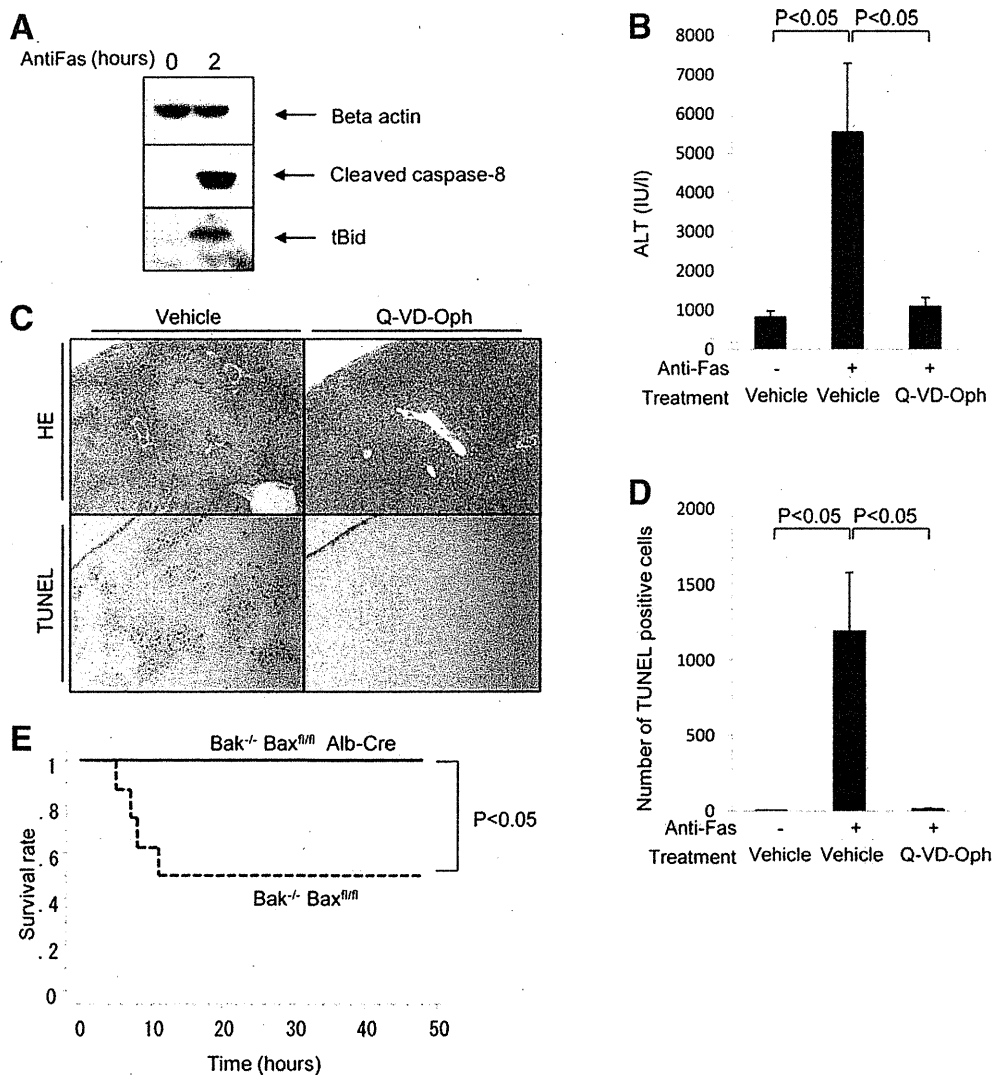 A
AntiFas (hours) 0 2
Beta actin
Cleaved caspase-8
tBid
B
P<0.05 P<0.05
ALT (IU/l)
8000
7000
6000
5000
4000
3000
2000
1000
0
Anti-Fas - + +
Treatment Vehicle Vehicle Q-VD-Oph
C
Vehicle Q-VD-Oph
HE
TUNEL
D
P<0.05 P<0.05
Number of TUNEL positive cells
2000
1500
1000
500
0
Anti-Fas - + +
Treatment Vehicle Vehicle Q-VD-Oph
E
Bak-/- Baxfl/fl Alb-Cre
P<0.05
Bak-/- Baxfl/fl
Survival rate
1
.8
.6
.4
.2
0
0 10 20 30 40 50
Time (hours)